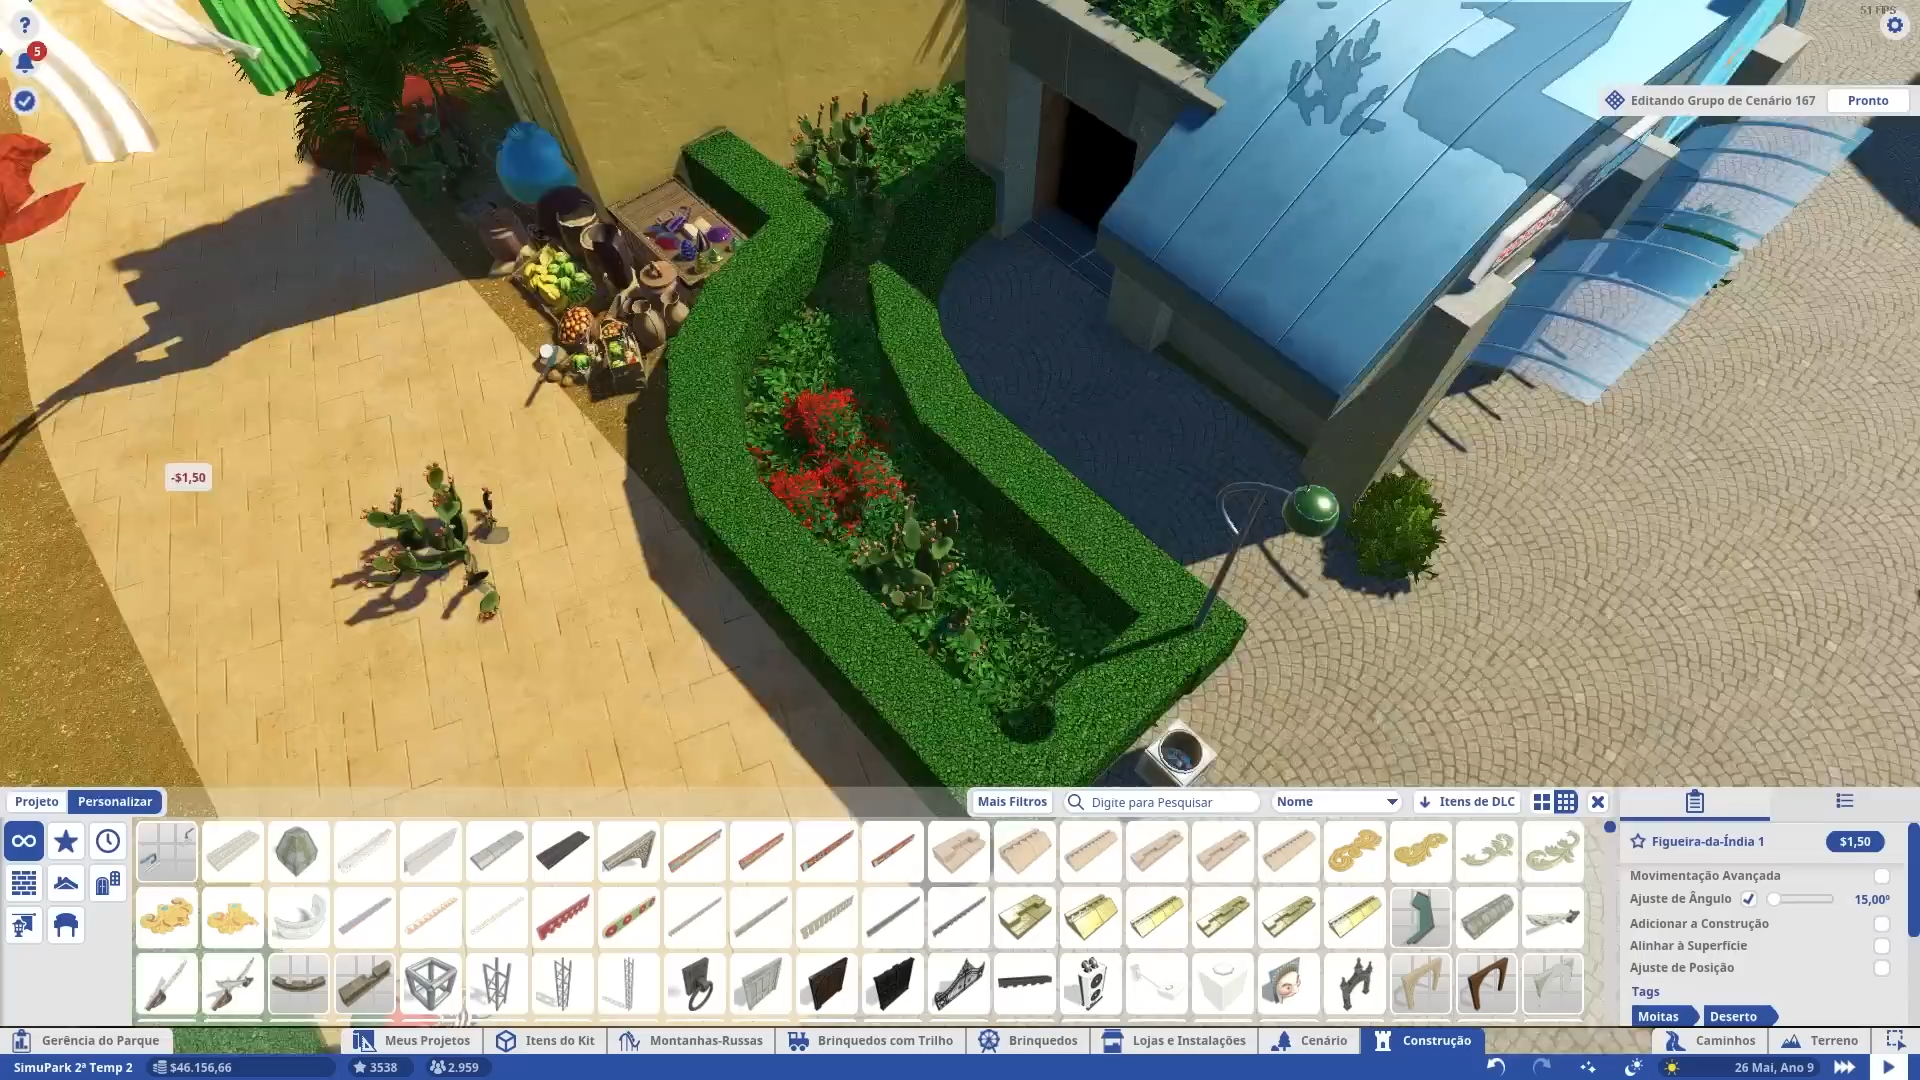 51 FPS
?
5
Editando Grupo de Cenário 167
Pronto
-$1,50
Projeto
Personalizar
Mais Filtros
Digite para Pesquisar
Nome
Itens de DLC
Figueira-da-Índia 1
$1,50
Movimentação Avançada
Ajuste de Ângulo
15,00º
Adicionar a Construção
Alinhar à Superfície
Ajuste de Posição
Tags
Moitas
Deserto
Gerência do Parque
Meus Projetos
Itens do Kit
Montanhas-Russas
Brinquedos com Trilho
Brinquedos
Lojas e Instalações
Cenário
Construção
Caminhos
Terreno
SimuPark 2ª Temp 2
$46.156,66
3538
2.959
26 Mai, Ano 9